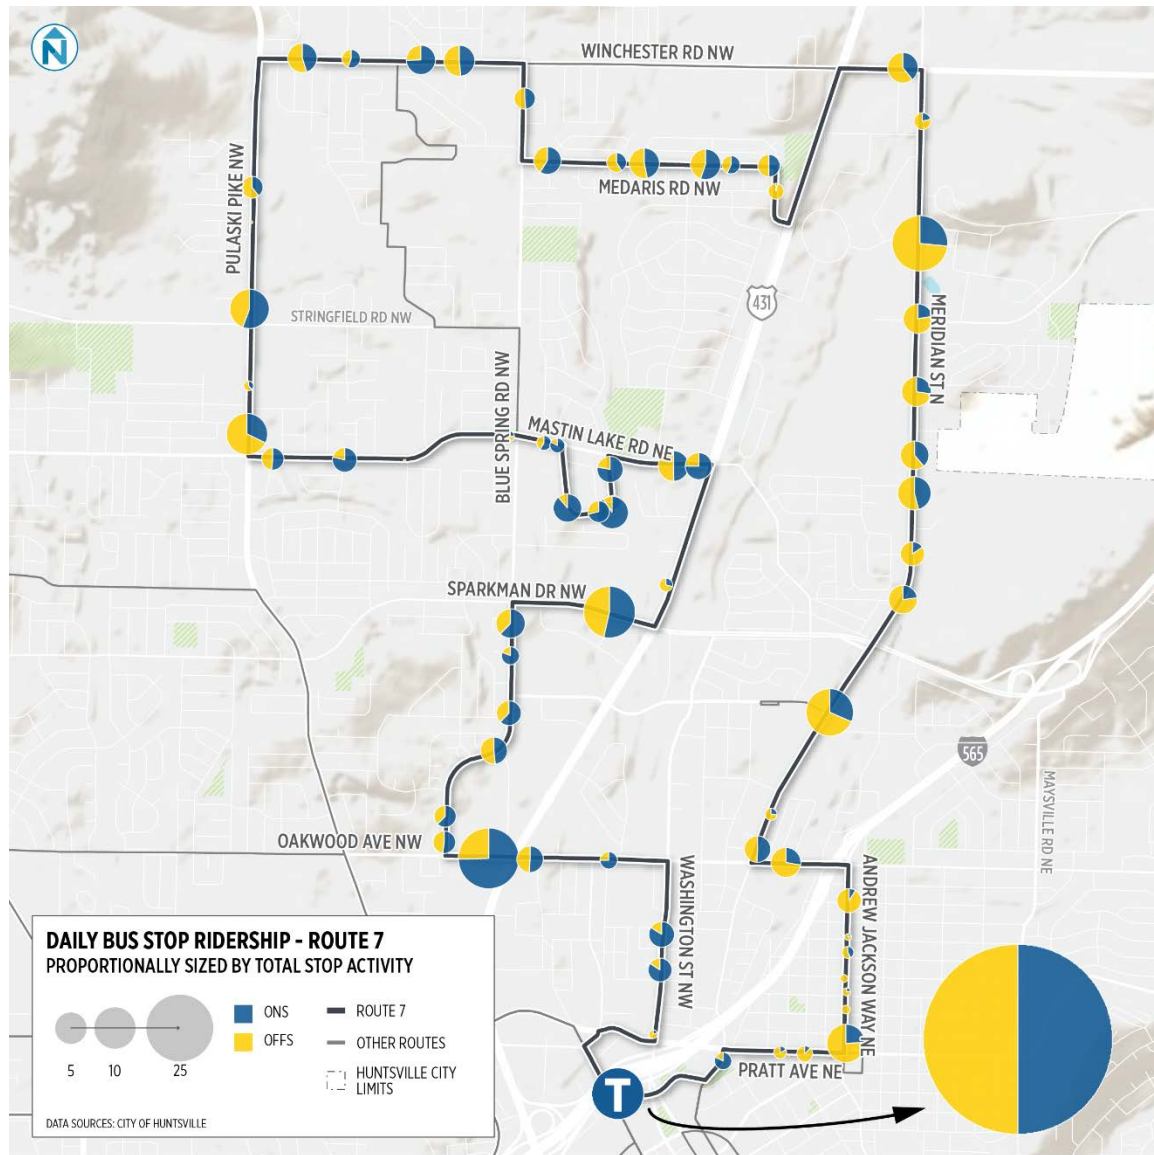 N
WINCHESTER RD NW
MEDARIS RD NW
PULASKI PIKE NW
431
STRINGFIELD RD NW
MERIDIAN ST N
BLUE SPRING RD NW
MASTIN LAKE RD NE
SPARKMAN DR NW
565
MAYSVILLE RD NE
OAKWOOD AVE NW
WASHINGTON ST NW
ANDREW JACKSON WAY NE
PRATT AVE NE
T
DAILY BUS STOP RIDERSHIP - ROUTE 7
PROPORTIONALLY SIZED BY TOTAL STOP ACTIVITY
5 10 25
ONS
OFFS
ROUTE 7
OTHER ROUTES
HUNTSVILLE CITY
LIMITS
DATA SOURCES: CITY OF HUNTSVILLE